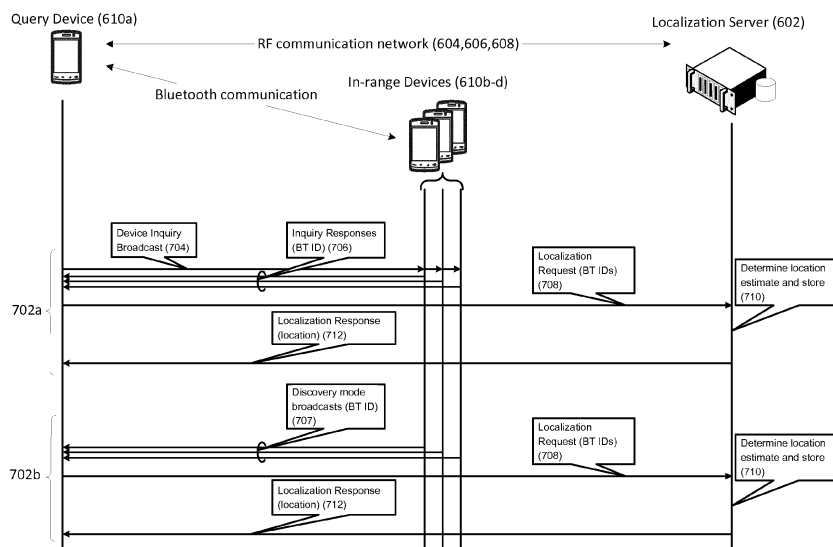 Query Device (610a)
Localization Server (602)
RF communication network (604,606,608)
In-range Devices (610b-d)
Bluetooth communication
702a
Device Inquiry
Broadcast (704)
Inquiry Responses
(BT ID) (706)
Localization
Request (BT IDs)
(708)
Determine location
estimate and store
(710)
Localization Response
(location) (712)
702b
Discovery mode
broadcasts (BT ID)
(707)
Localization
Request (BT IDs)
(708)
Determine location
estimate and store
(710)
Localization Response
(location) (712)